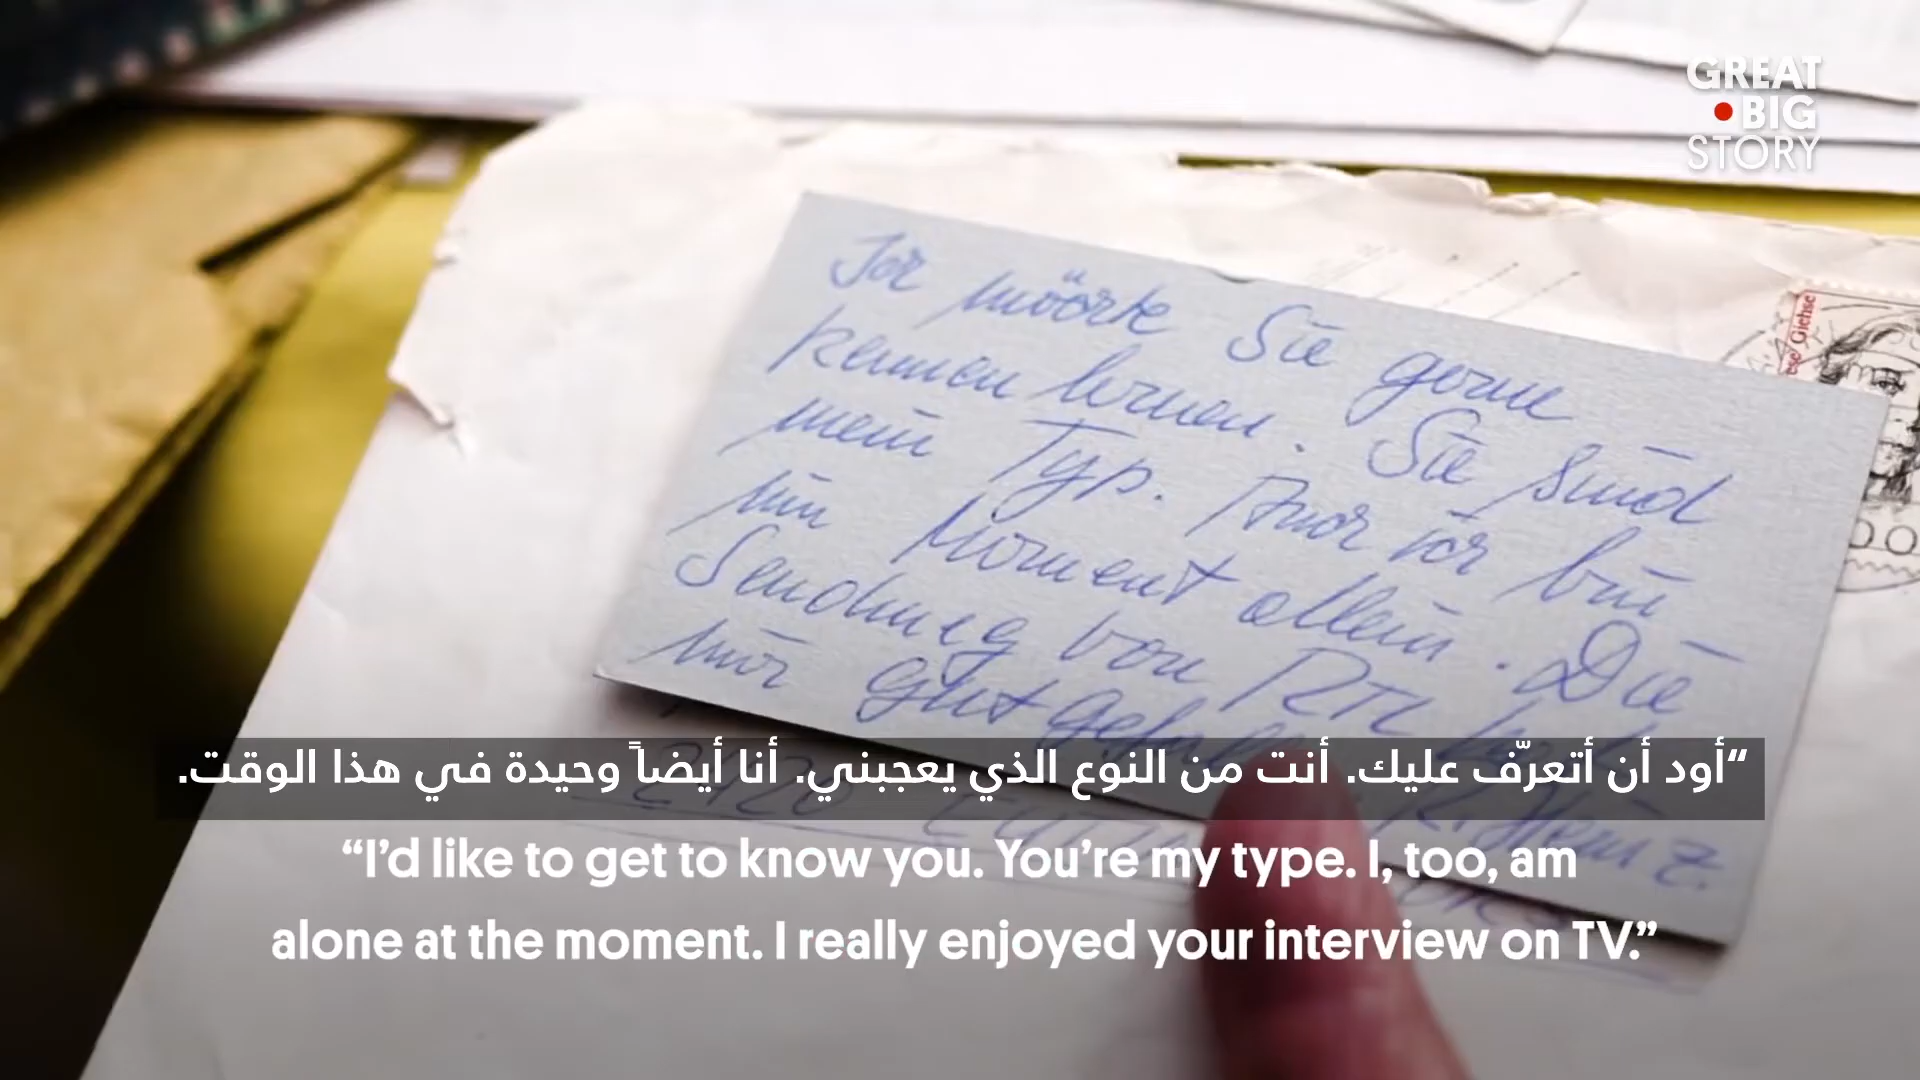 GREAT
BIG
STORY
Ich möchte Sie gerne
kennen lernen. Sie sind
mein Typ. Auch ich bin
im Moment allein. Die
Sendung von RTL hat
mir gut
“أود أن أتعرّف عليك. أنت من النوع الذي يعجبني. أنا أيضاً وحيدة في هذا الوقت.
“I’d like to get to know you. You’re my type. I, too, am
alone at the moment. I really enjoyed your interview on TV.”